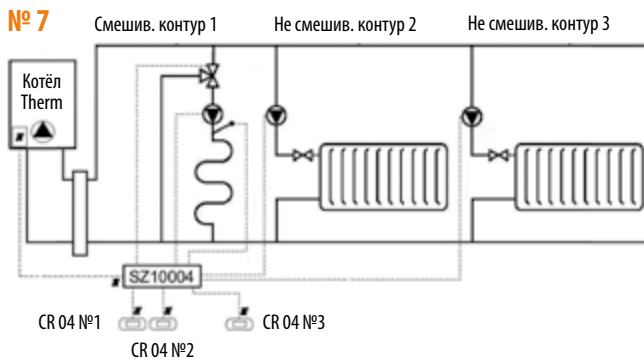 № 7
Смешив. контур 1
Не смешив. контур 2
Не смешив. контур 3
Котёл
Therm
SZ10004
CR 04 №1
CR 04 №2
CR 04 №3